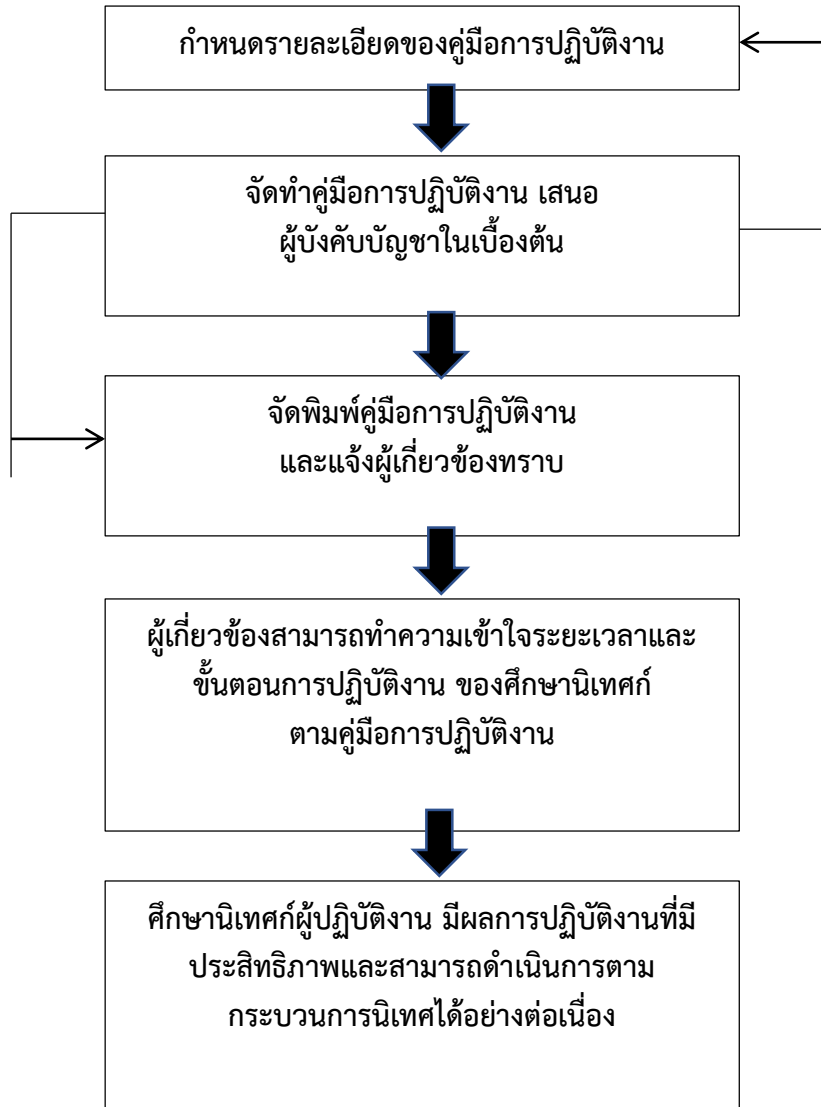 กำหนดรายละเอียดของคู่มือการปฏิบัติงาน
จัดทำคู่มือการปฏิบัติงาน เสนอ
ผู้บังคับบัญชาในเบื้องต้น
จัดพิมพ์คู่มือการปฏิบัติงาน
และแจ้งผู้เกี่ยวข้องทราบ
ผู้เกี่ยวข้องสามารถทำความเข้าใจระยะเวลาและ
ขั้นตอนการปฏิบัติงาน ของศึกษานิเทศก์
ตามคู่มือการปฏิบัติงาน
ศึกษานิเทศก์ผู้ปฏิบัติงาน มีผลการปฏิบัติงานที่มี
ประสิทธิภาพและสามารถดำเนินการตาม
กระบวนการนิเทศได้อย่างต่อเนื่อง